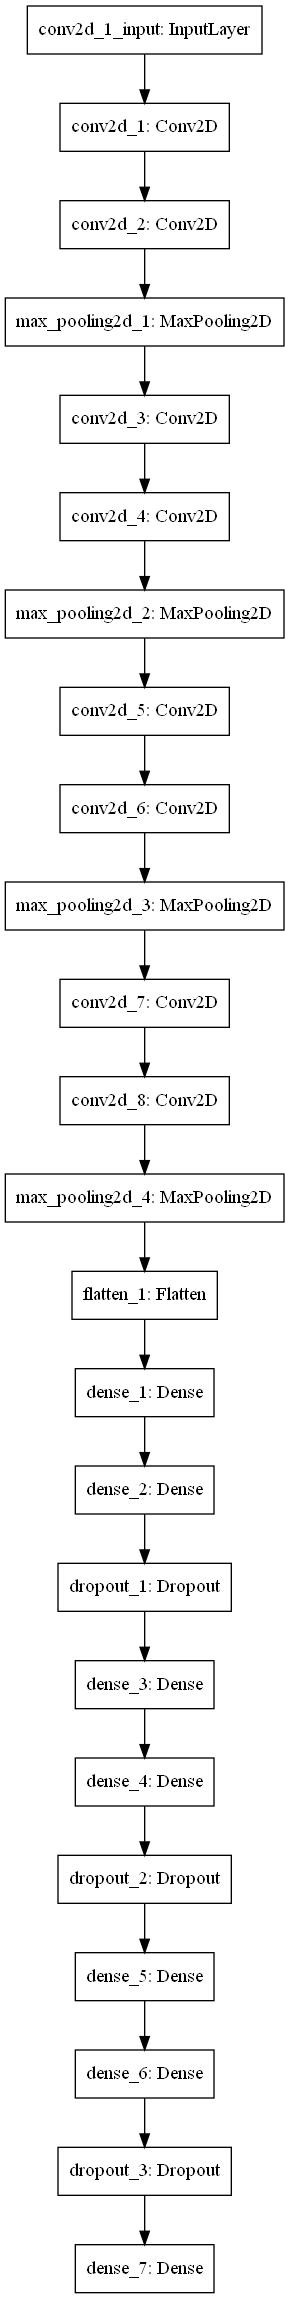 conv2d_1_input: InputLayer
conv2d_1: Conv2D
conv2d_2: Conv2D
max_pooling2d_1: MaxPooling2D
conv2d_3: Conv2D
conv2d_4: Conv2D
max_pooling2d_2: MaxPooling2D
conv2d_5: Conv2D
conv2d_6: Conv2D
max_pooling2d_3: MaxPooling2D
conv2d_7: Conv2D
conv2d_8: Conv2D
max_pooling2d_4: MaxPooling2D
flatten_1: Flatten
dense_1: Dense
dense_2: Dense
dropout_1: Dropout
dense_3: Dense
dense_4: Dense
dropout_2: Dropout
dense_5: Dense
dense_6: Dense
dropout_3: Dropout
dense_7: Dense